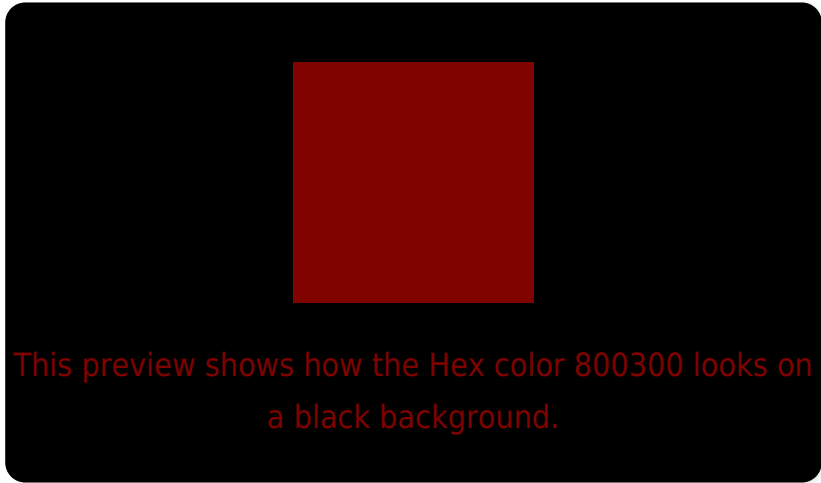 This preview shows how the Hex color 800300 looks on
a black background.